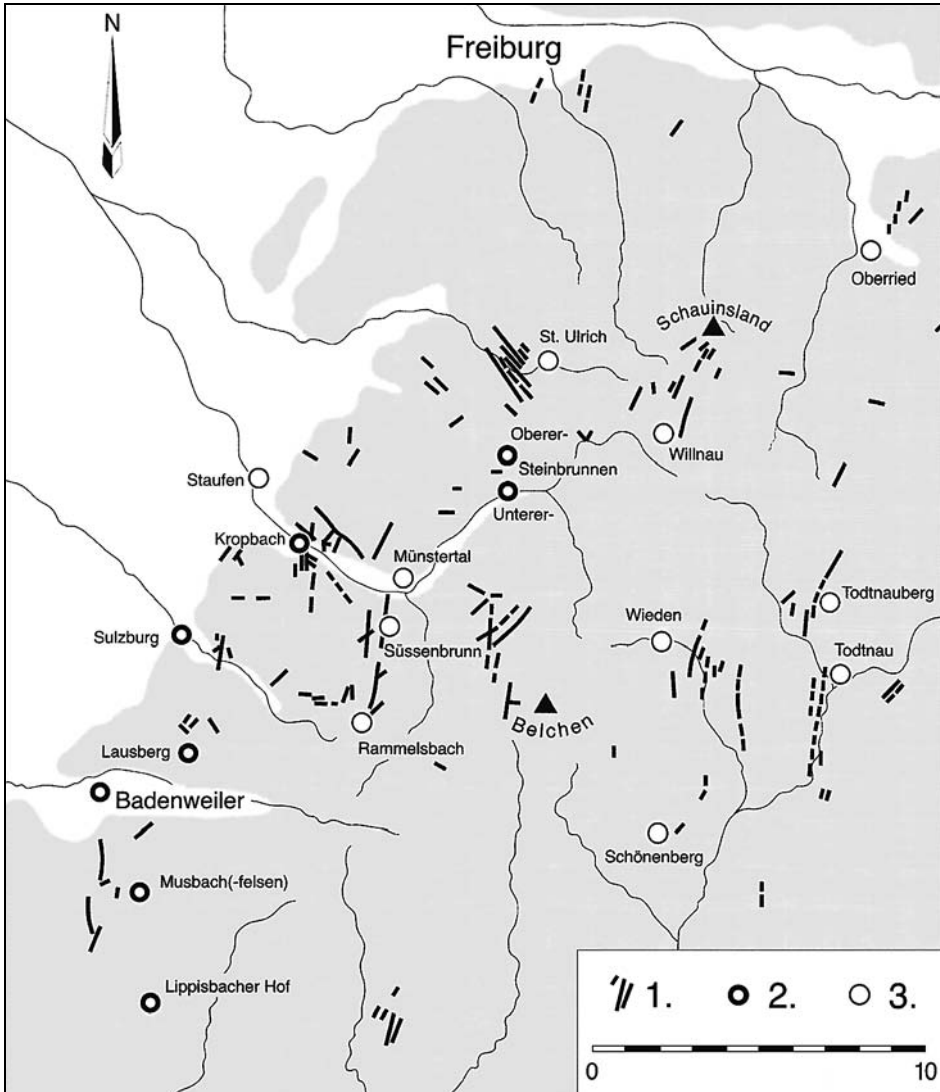 N
Freiburg
Oberried
Schauinsland
St. Ulrich
Oberer-
Steinbrunnen
Unterer-
Willnau
Staufen
Kropbach
Münstertal
Todtnauberg
Sulzburg
Süssenbrunn
Wieden
Todtnau
Belchen
Lausberg
Rammelsbach
Badenweiler
Schönenberg
Musbach(-felsen)
Lippisbacher Hof
1. 2. 3.
0 10